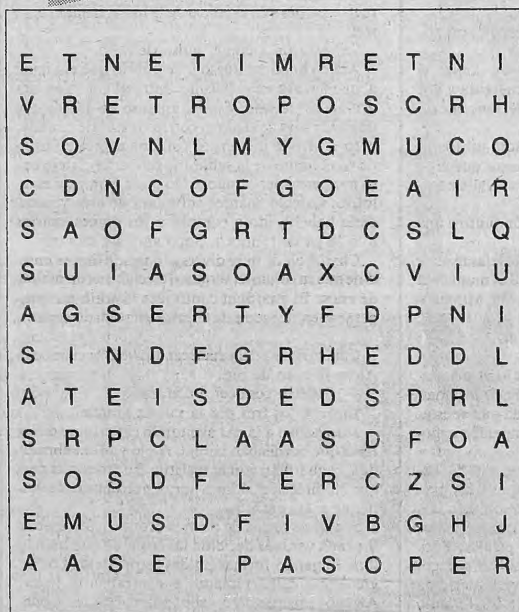 E T N E T I M R E T N I
V R E T R O P O S C R H
S O V N L M Y G M U C O
C D N C O F G O E A I R
S A O F G R T D C S L Q
S U I A S O A X C V I U
A G S E R T Y F D P N I
S I N D F G R H E D D L
A T E I S D E D S D R L
S R P C L A A S D F O A
S O S D F L E R C Z S I
E M U S D F I V B G H J
A A S E I P A S O P E R